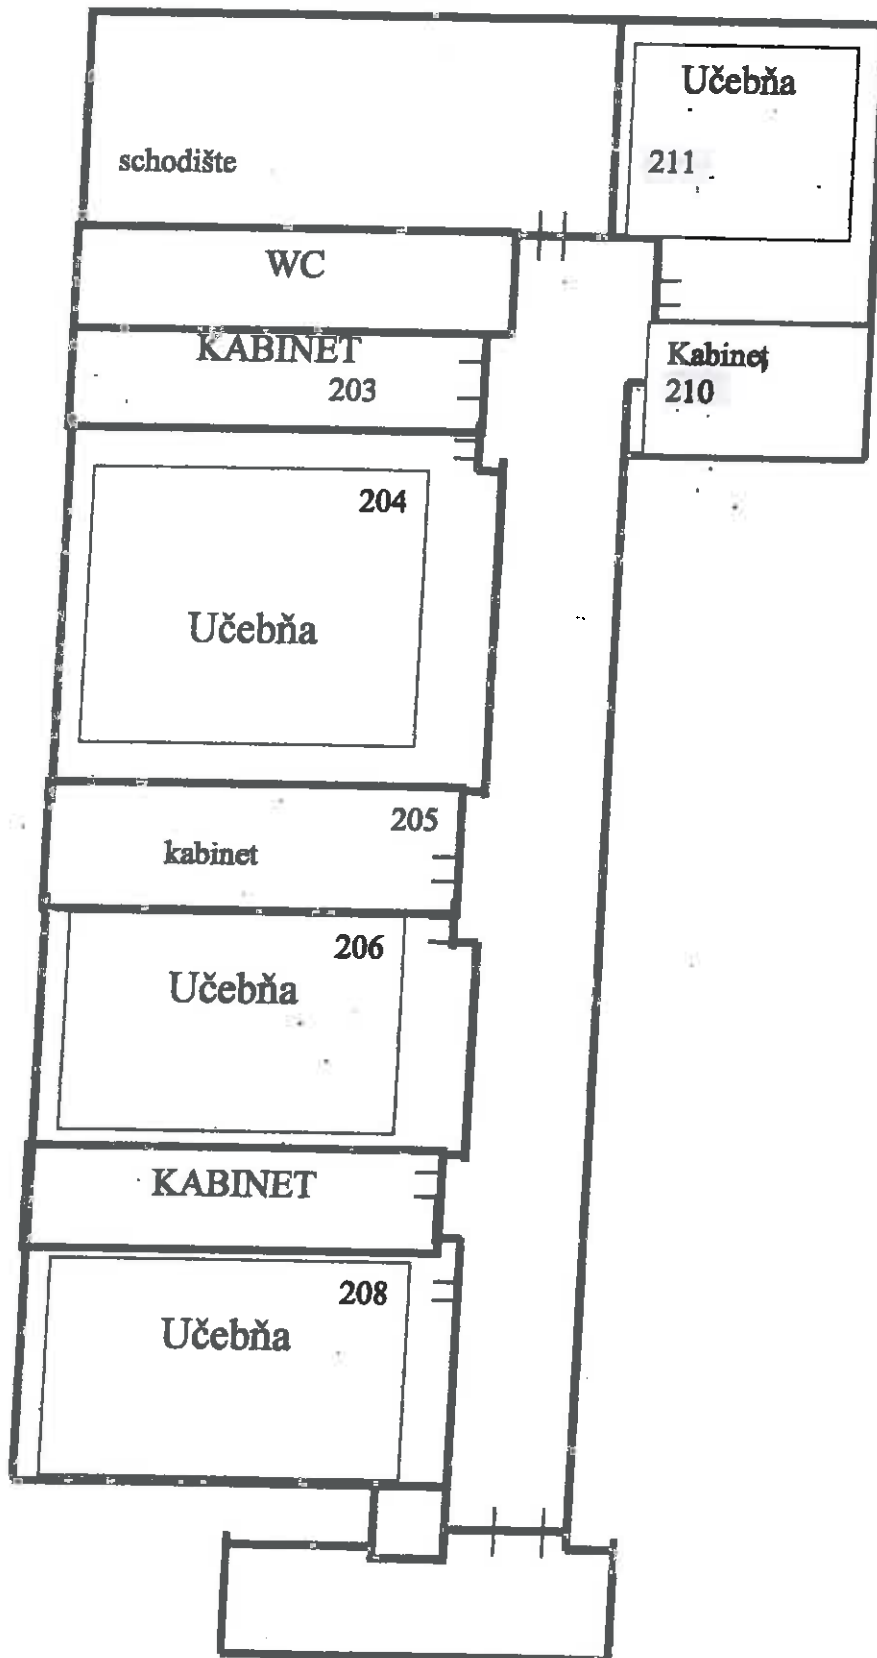 Učebňa
211
schodište
WC
KABINET
203
Kabinet
210
204
Učebňa
205
kabinet
206
Učebňa
KABINET
208
Učebňa